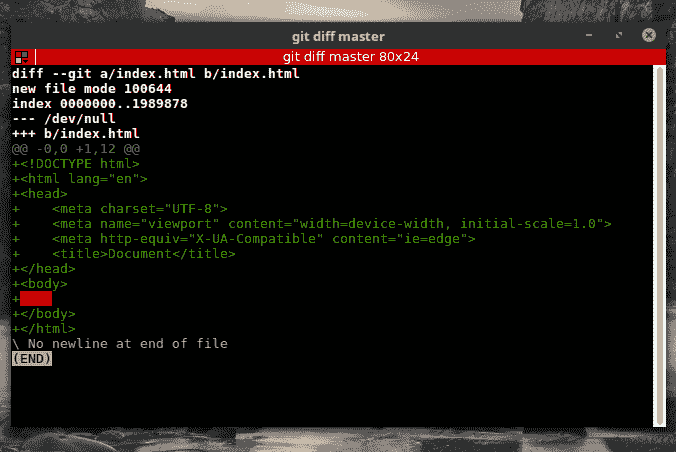 git diff master
git diff master 80x24
diff --git a/index.html b/index.html
new file mode 100644
index 0000000..1989878
--- /dev/null
+++ b/index.html
@@ -0,0 +1,12 @@
+<!DOCTYPE html>
+<html lang="en">
+<head>
+    <meta charset="UTF-8">
+    <meta name="viewport" content="width=device-width, initial-scale=1.0">
+    <meta http-equiv="X-UA-Compatible" content="ie=edge">
+    <title>Document</title>
+</head>
+<body>
+
+</body>
+</html>
\ No newline at end of file
(END)